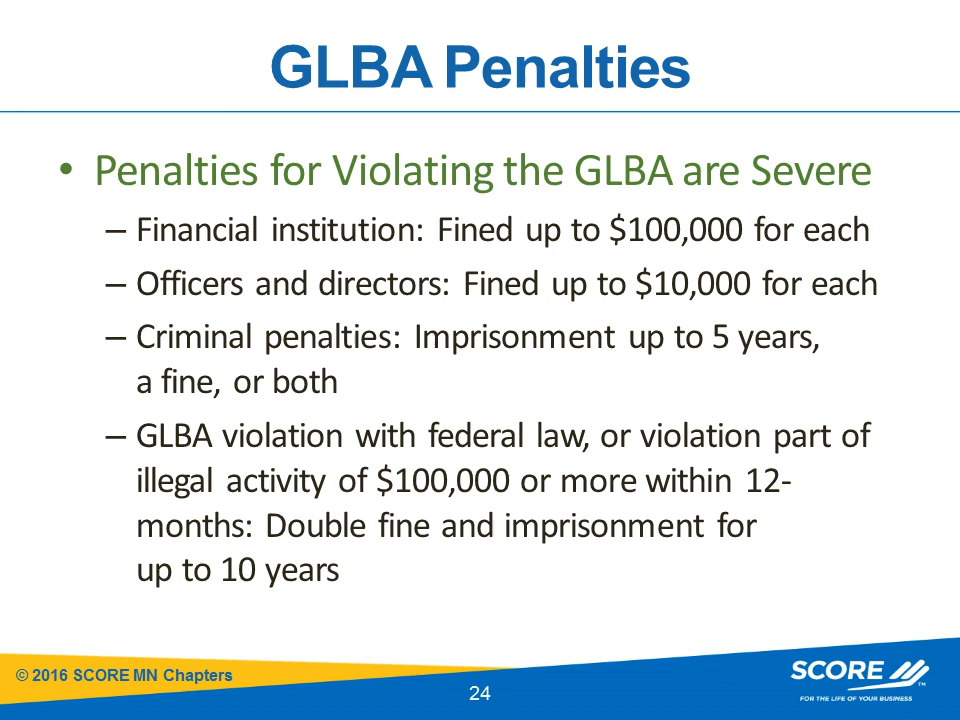 GLBA Penalties
• Penalties for Violating the GLBA are Severe
– Financial institution: Fined up to $100,000 for each
– Officers and directors: Fined up to $10,000 for each
– Criminal penalties: Imprisonment up to 5 years,
a fine, or both
– GLBA violation with federal law, or violation part of
illegal activity of $100,000 or more within 12-
months: Double fine and imprisonment for
up to 10 years
© 2016 SCORE MN Chapters
24
SCORE ™
FOR THE LIFE OF YOUR BUSINESS